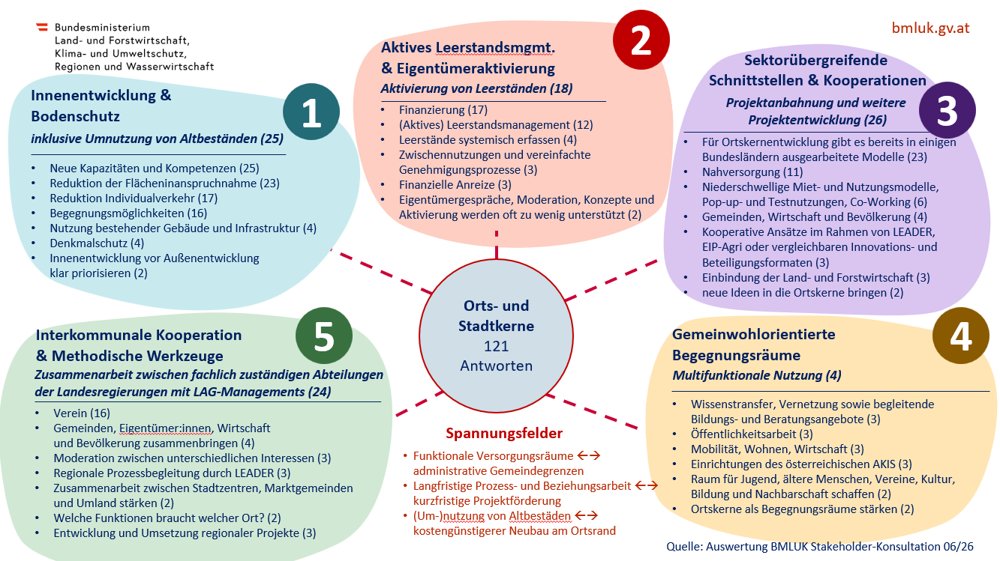 Bundesministerium
Land- und Forstwirtschaft,
Klima- und Umweltschutz,
Regionen und Wasserwirtschaft
bmluk.gv.at
1
Innenentwicklung &
Bodenschutz
inklusive Umnutzung von Altbeständen (25)
• Neue Kapazitäten und Kompetenzen (25)
• Reduktion der Flächeninanspruchnahme (23)
• Reduktion Individualverkehr (17)
• Begegnungsmöglichkeiten (16)
• Nutzung bestehender Gebäude und Infrastruktur (4)
• Denkmalschutz (4)
• Innenentwicklung vor Außenentwicklung
klar priorisieren (2)
2
Aktives Leerstandsmgmt.
& Eigentümeraktivierung
Aktivierung von Leerständen (18)
• Finanzierung (17)
• (Aktives) Leerstandsmanagement (12)
• Leerstände systemisch erfassen (4)
• Zwischennutzungen und vereinfachte
Genehmigungsprozesse (3)
• Finanzielle Anreize (3)
• Eigentümergespräche, Moderation, Konzepte und
Aktivierung werden oft zu wenig unterstützt (2)
3
Sektorübergreifende
Schnittstellen & Kooperationen
Projektanbahnung und weitere
Projektentwicklung (26)
• Für Ortskernentwicklung gibt es bereits in einigen
Bundesländern ausgearbeitete Modelle (23)
• Nahversorgung (11)
• Niederschwellige Miet- und Nutzungsmodelle,
Pop-up- und Testnutzungen, Co-Working (6)
• Gemeinden, Wirtschaft und Bevölkerung (4)
• Kooperative Ansätze im Rahmen von LEADER,
EIP-Agri oder vergleichbaren Innovations- und
Beteiligungsformaten (3)
• Einbindung der Land- und Forstwirtschaft (3)
• neue Ideen in die Ortskerne bringen (2)
Orts- und
Stadtkerne
121
Antworten
4
Gemeinwohlorientierte
Begegnungsräume
Multifunktionale Nutzung (4)
• Wissenstransfer, Vernetzung sowie begleitende
Bildungs- und Beratungsangebote (3)
• Öffentlichkeitsarbeit (3)
• Mobilität, Wohnen, Wirtschaft (3)
• Einrichtungen des österreichischen AKIS (3)
• Raum für Jugend, ältere Menschen, Vereine, Kultur,
Bildung und Nachbarschaft schaffen (2)
• Ortskerne als Begegnungsräume stärken (2)
5
Interkommunale Kooperation
& Methodische Werkzeuge
Zusammenarbeit zwischen fachlich zuständigen Abteilungen
der Landesregierungen mit LAG-Managements (24)
• Verein (16)
• Gemeinden, Eigentümer:innen, Wirtschaft
und Bevölkerung zusammenbringen (4)
• Moderation zwischen unterschiedlichen Interessen (3)
• Regionale Prozessbegleitung durch LEADER (3)
• Zusammenarbeit zwischen Stadtzentren, Marktgemeinden
und Umland stärken (2)
• Welche Funktionen braucht welcher Ort? (2)
• Entwicklung und Umsetzung regionaler Projekte (3)
Spannungsfelder
• Funktionale Versorgungsräume ←→
administrative Gemeindegrenzen
• Langfristige Prozess- und Beziehungsarbeit ←→
kurzfristige Projektförderung
• (Um-)nutzung von Altbestäden ←→
kostengünstigerer Neubau am Ortsrand
Quelle: Auswertung BMLUK Stakeholder-Konsultation 06/26